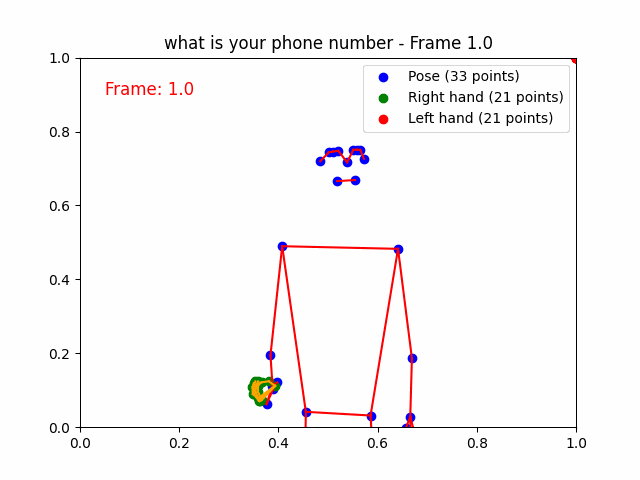 what is your phone number - Frame 1.0
Frame: 1.0
Pose (33 points)
Right hand (21 points)
Left hand (21 points)
1.0
0.8
0.6
0.4
0.2
0.0
0.0 0.2 0.4 0.6 0.8 1.0